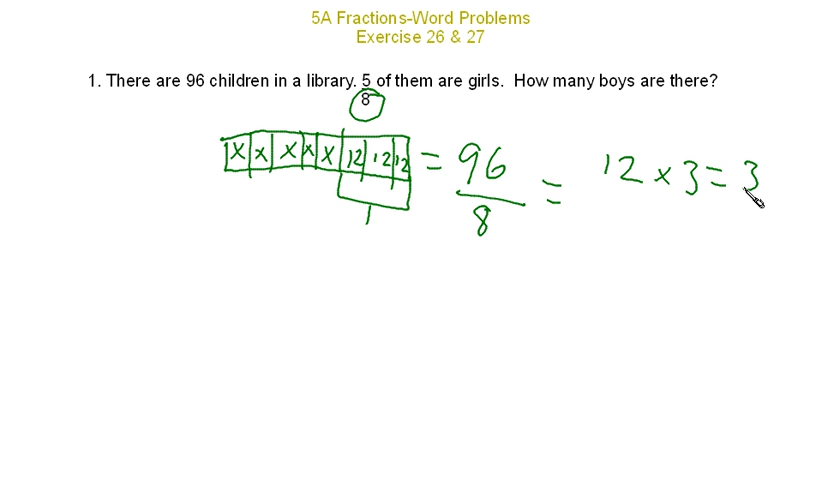 5A Fractions-Word Problems
Exercise 26 & 27
1. There are 96 children in a library. 5 of them are girls. How many boys are there?
8
x x x x x 12 12 12 = 96 = 12 x 3 = 3
8
1